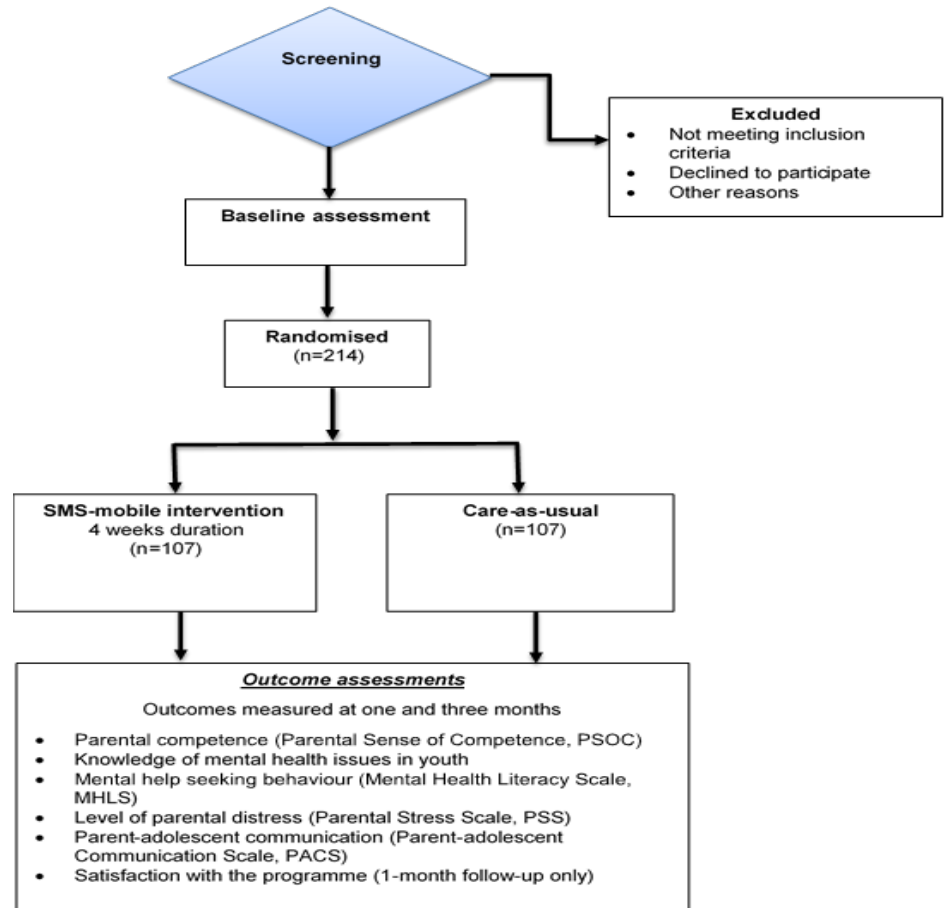 Screening
Excluded
• Not meeting inclusion
criteria
• Declined to participate
• Other reasons
Baseline assessment
Randomised
(n=214)
SMS-mobile intervention
4 weeks duration
(n=107)
Care-as-usual
(n=107)
Outcome assessments
Outcomes measured at one and three months
• Parental competence (Parental Sense of Competence, PSOC)
• Knowledge of mental health issues in youth
• Mental help seeking behaviour (Mental Health Literacy Scale,
MHLS)
• Level of parental distress (Parental Stress Scale, PSS)
• Parent-adolescent communication (Parent-adolescent
Communication Scale, PACS)
• Satisfaction with the programme (1-month follow-up only)